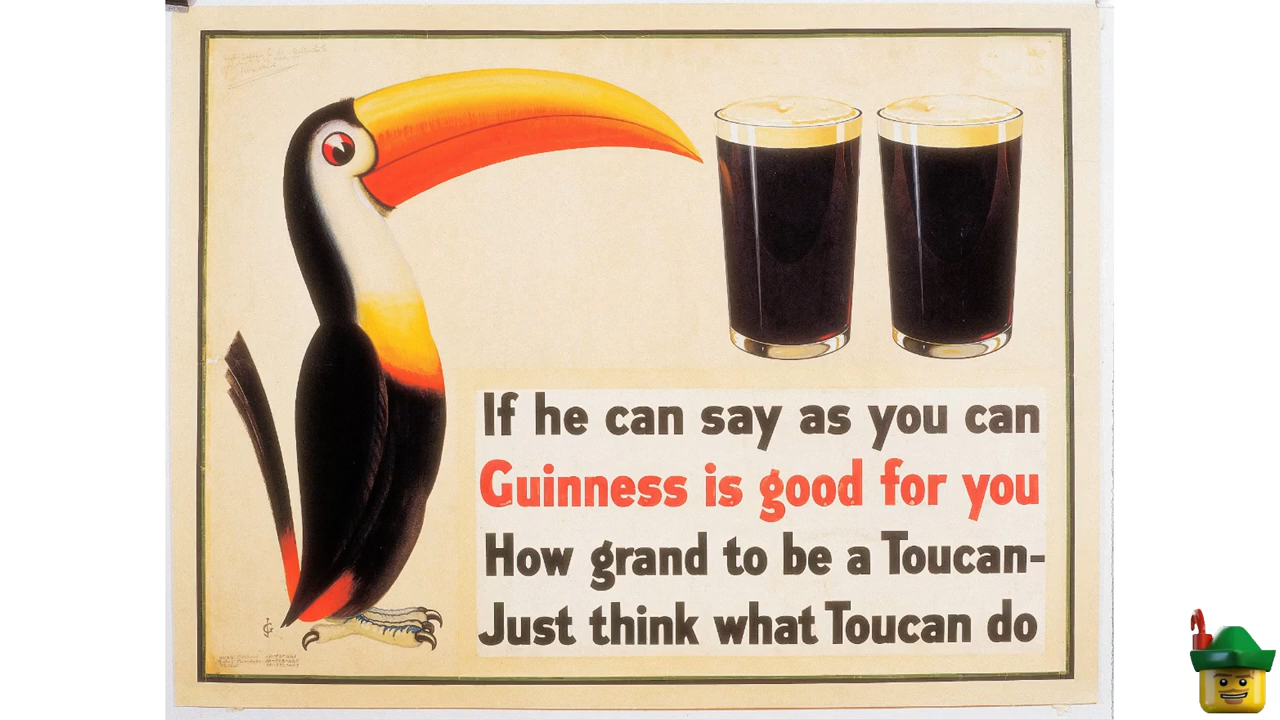 If he can say as you can
Guinness is good for you
How grand to be a Toucan-
Just think what Toucan do